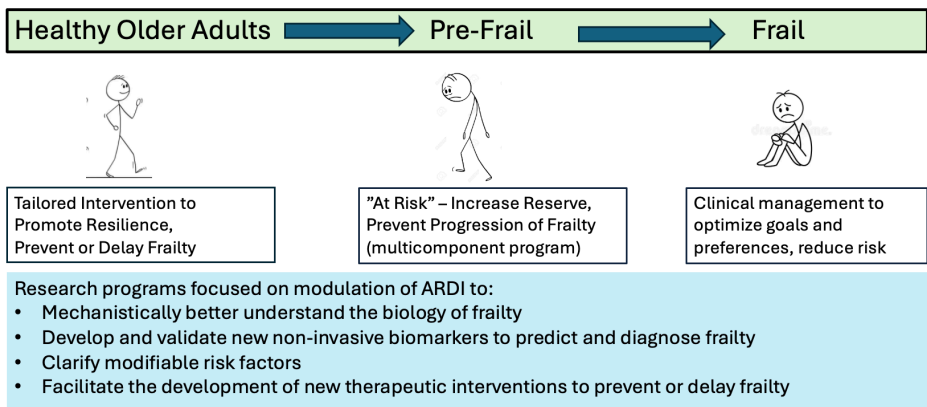 Healthy Older Adults Pre-Frail Frail
Tailored Intervention to
Promote Resilience,
Prevent or Delay Frailty
”At Risk” – Increase Reserve,
Prevent Progression of Frailty
(multicomponent program)
Clinical management to
optimize goals and
preferences, reduce risk
Research programs focused on modulation of ARDI to:
• Mechanistically better understand the biology of frailty
• Develop and validate new non-invasive biomarkers to predict and diagnose frailty
• Clarify modifiable risk factors
• Facilitate the development of new therapeutic interventions to prevent or delay frailty